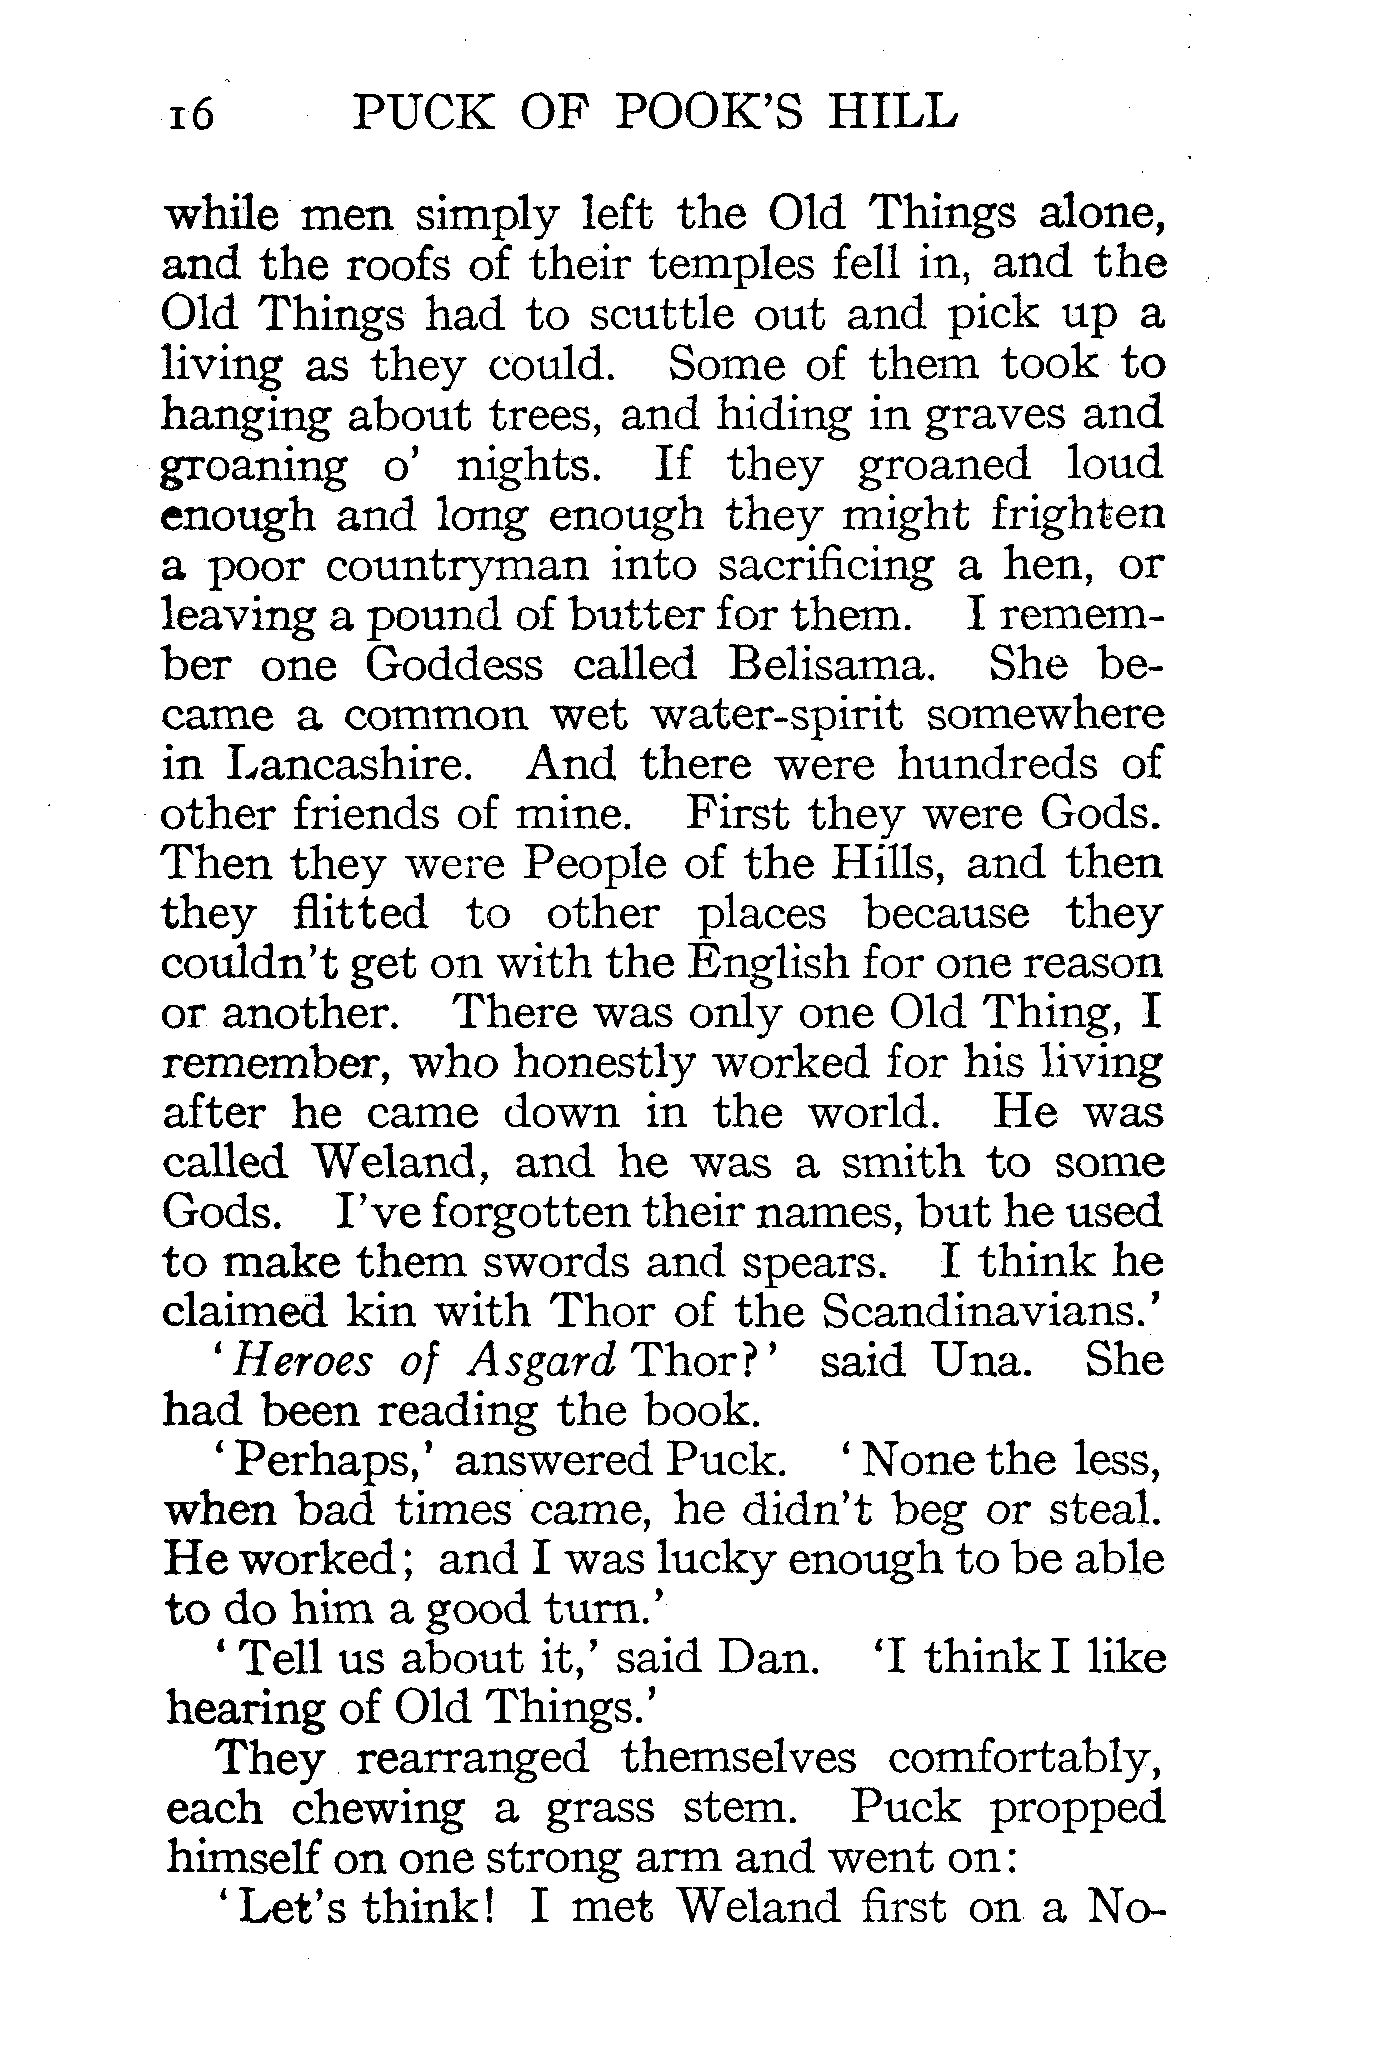 16 PUCK OF POOK'S HILL
while men simply left the Old Things alone,
and the roofs of their temples fell in, and the
Old Things had to scuttle out and pick up a
living as they could. Some of them took to
hanging about trees, and hiding in graves and
groaning o' nights. If they groaned loud
enough and long enough they might frighten
a poor countryman into sacrificing a hen, or
leaving a pound of butter for them. I remem-
ber one Goddess called Belisama. She be-
came a common wet water-spirit somewhere
in Lancashire. And there were hundreds of
other friends of mine. First they were Gods.
Then they were People of the Hills, and then
they flitted to other places because they
couldn't get on with the English for one reason
or another. There was only one Old Thing, I
remember, who honestly worked for his living
after he came down in the world. He was
called Weland, and he was a smith to some
Gods. I've forgotten their names, but he used
to make them swords and spears. I think he
claimed kin with Thor of the Scandinavians.'
'Heroes of Asgard Thor?' said Una. She
had been reading the book.
'Perhaps,' answered Puck. 'None the less,
when bad times came, he didn't beg or steal.
He worked; and I was lucky enough to be able
to do him a good turn.'
'Tell us about it,' said Dan. 'I think I like
hearing of Old Things.'
They rearranged themselves comfortably,
each chewing a grass stem. Puck propped
himself on one strong arm and went on:
'Let's think! I met Weland first on a No-